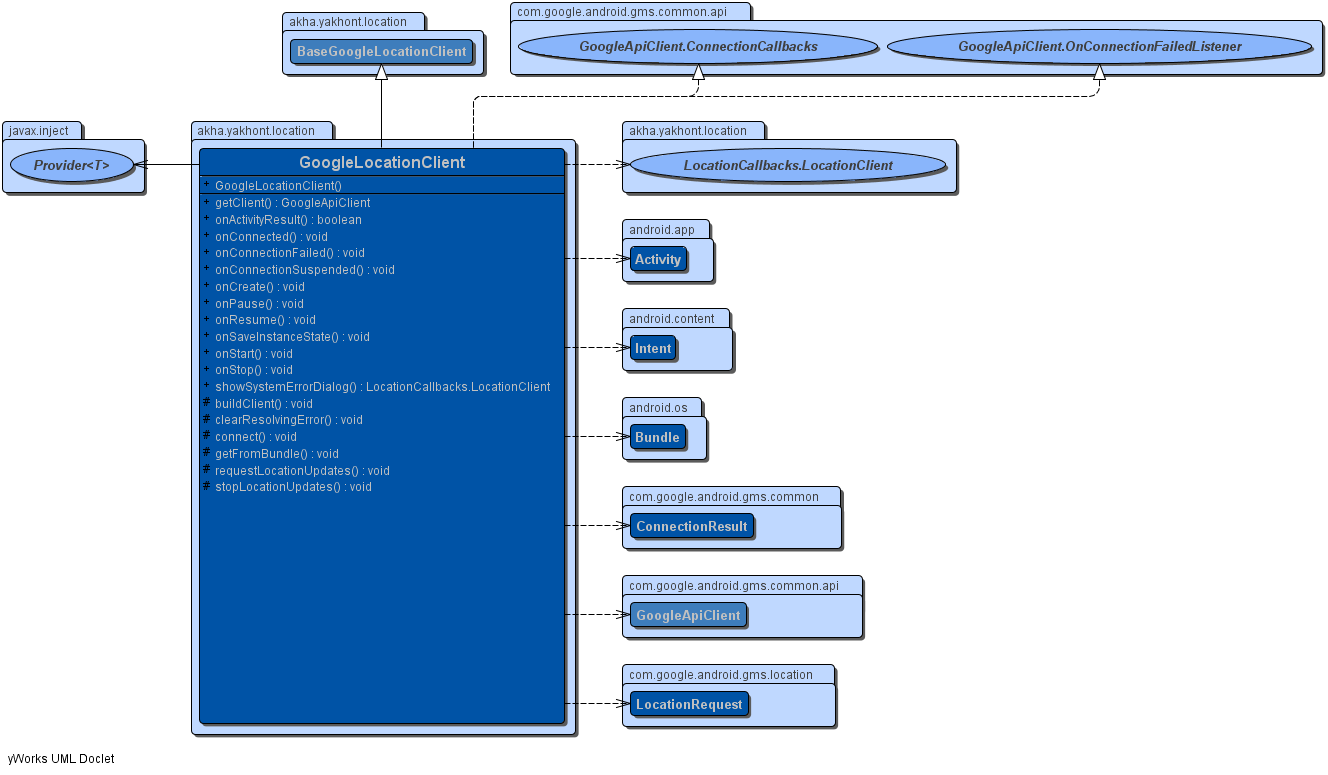 akha.yakhont.location
BaseGoogleLocationClient
com.google.android.gms.common.api
GoogleApiClient.ConnectionCallbacks
GoogleApiClient.OnConnectionFailedListener
javax.inject
Provider<T>
akha.yakhont.location
GoogleLocationClient
+ GoogleLocationClient()
+ getClient() : GoogleApiClient
+ onActivityResult() : boolean
+ onConnected() : void
+ onConnectionFailed() : void
+ onConnectionSuspended() : void
+ onCreate() : void
+ onPause() : void
+ onResume() : void
+ onSaveInstanceState() : void
+ onStart() : void
+ onStop() : void
+ showSystemErrorDialog() : LocationCallbacks.LocationClient
# buildClient() : void
# clearResolvingError() : void
# connect() : void
# getFromBundle() : void
# requestLocationUpdates() : void
# stopLocationUpdates() : void
akha.yakhont.location
LocationCallbacks.LocationClient
android.app
Activity
android.content
Intent
android.os
Bundle
com.google.android.gms.common
ConnectionResult
com.google.android.gms.common.api
GoogleApiClient
com.google.android.gms.location
LocationRequest
yWorks UML Doclet